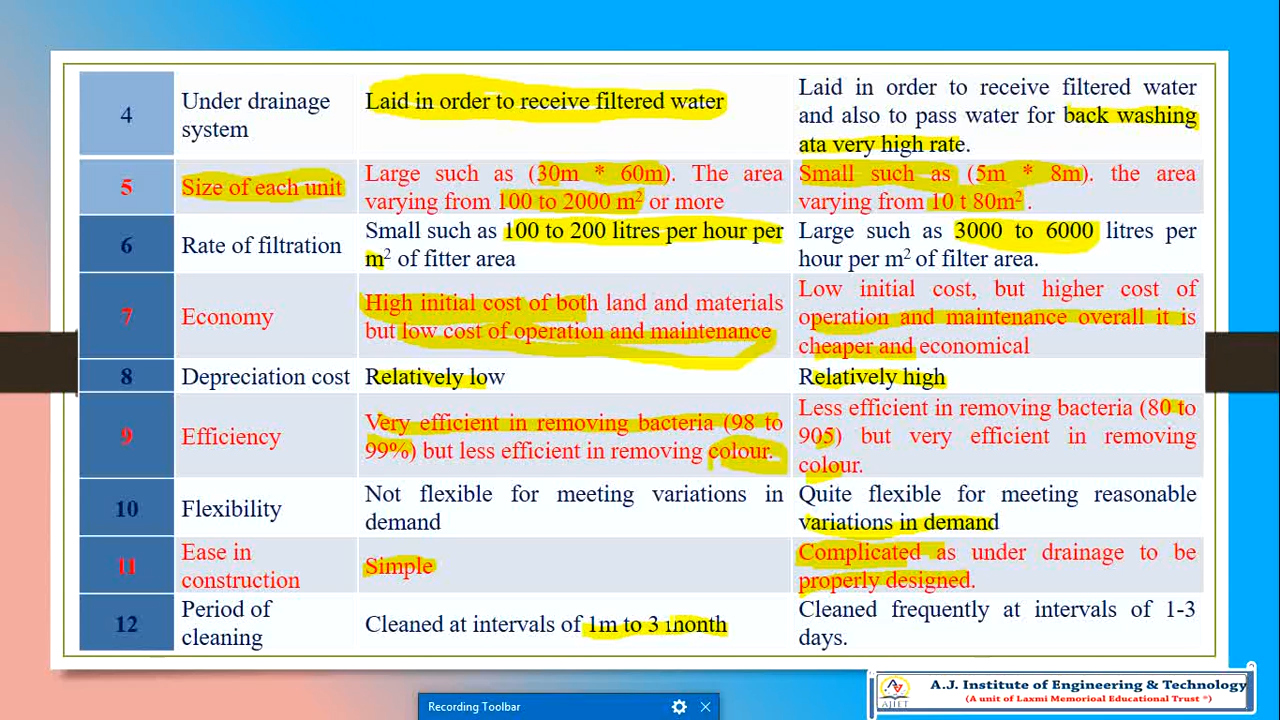 4
Under drainage
system
Laid in order to receive filtered water
Laid in order to receive filtered water
and also to pass water for back washing
ata very high rate.
5
Size of each unit
Large such as (30m * 60m). The area
varying from 100 to 2000 m² or more
Small such as (5m * 8m). the area
varying from 10 t 80m².
6
Rate of filtration
Small such as 100 to 200 litres per hour per
m² of fitter area
Large such as 3000 to 6000 litres per
hour per m² of filter area.
7
Economy
High initial cost of both land and materials
but low cost of operation and maintenance
Low initial cost, but higher cost of
operation and maintenance overall it is
cheaper and economical
8
Depreciation cost
Relatively low
Relatively high
9
Efficiency
Very efficient in removing bacteria (98 to
99%) but less efficient in removing colour.
Less efficient in removing bacteria (80 to
905) but very efficient in removing
colour.
10
Flexibility
Not flexible for meeting variations in
demand
Quite flexible for meeting reasonable
variations in demand
11
Ease in
construction
Simple
Complicated as under drainage to be
properly designed.
12
Period of
cleaning
Cleaned at intervals of 1m to 3 month
Cleaned frequently at intervals of 1-3
days.
A.J. Institute of Engineering & Technology
(A unit of Laxmi Memorioal Educational Trust ®)
AJIET
Recording Toolbar